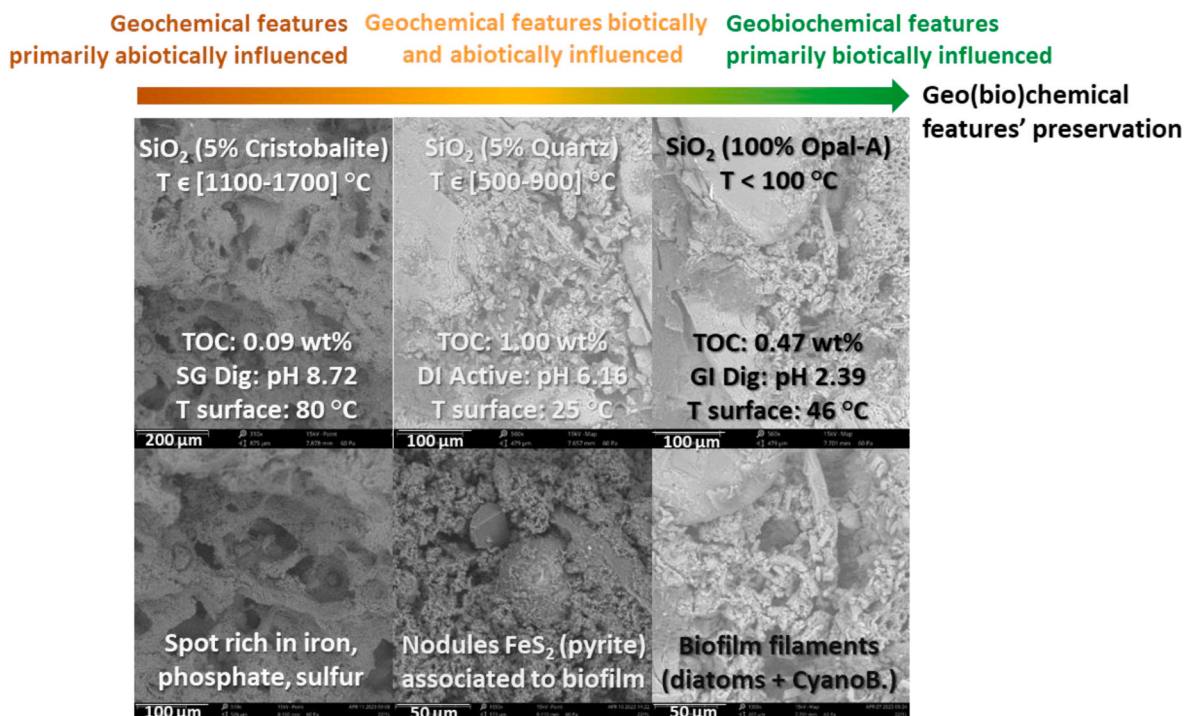 Geochemical features
primarily abiotically influenced
Geochemical features biotically
and abiotically influenced
Geobiochemical features
primarily biotically influenced
Geo(bio)chemical
features' preservation
SiO₂ (5% Cristobalite)
T ϵ [1100-1700] °C
TOC: 0.09 wt%
SG Dig: pH 8.72
T surface: 80 °C
200 µm
SiO₂ (5% Quartz)
T ϵ [500-900] °C
TOC: 1.00 wt%
DI Active: pH 6.16
T surface: 25 °C
100 µm
SiO₂ (100% Opal-A)
T < 100 °C
TOC: 0.47 wt%
GI Dig: pH 2.39
T surface: 46 °C
100 µm
Spot rich in iron,
phosphate, sulfur
100 µm
Nodules FeS₂ (pyrite)
associated to biofilm
50 µm
Biofilm filaments
(diatoms + CyanoB.)
50 µm